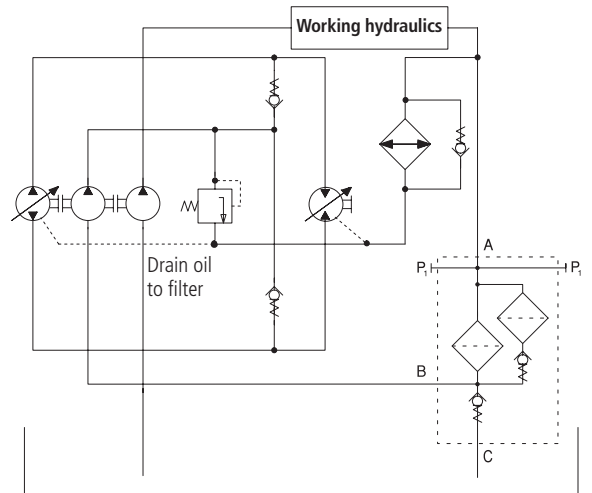 Working hydraulics
Drain oil
to filter
A
P1
P1
B
C